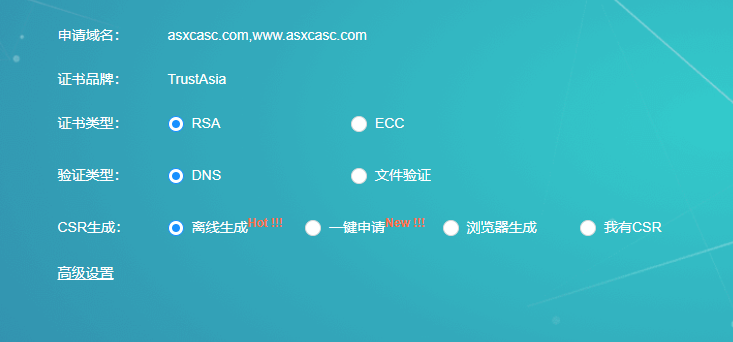 申请域名： asxcasc.com,www.asxcasc.com
证书品牌： TrustAsia
证书类型： RSA ECC
验证类型： DNS 文件验证
CSR生成： 离线生成Hot !!! 一键申请New !!! 浏览器生成 我有CSR
高级设置